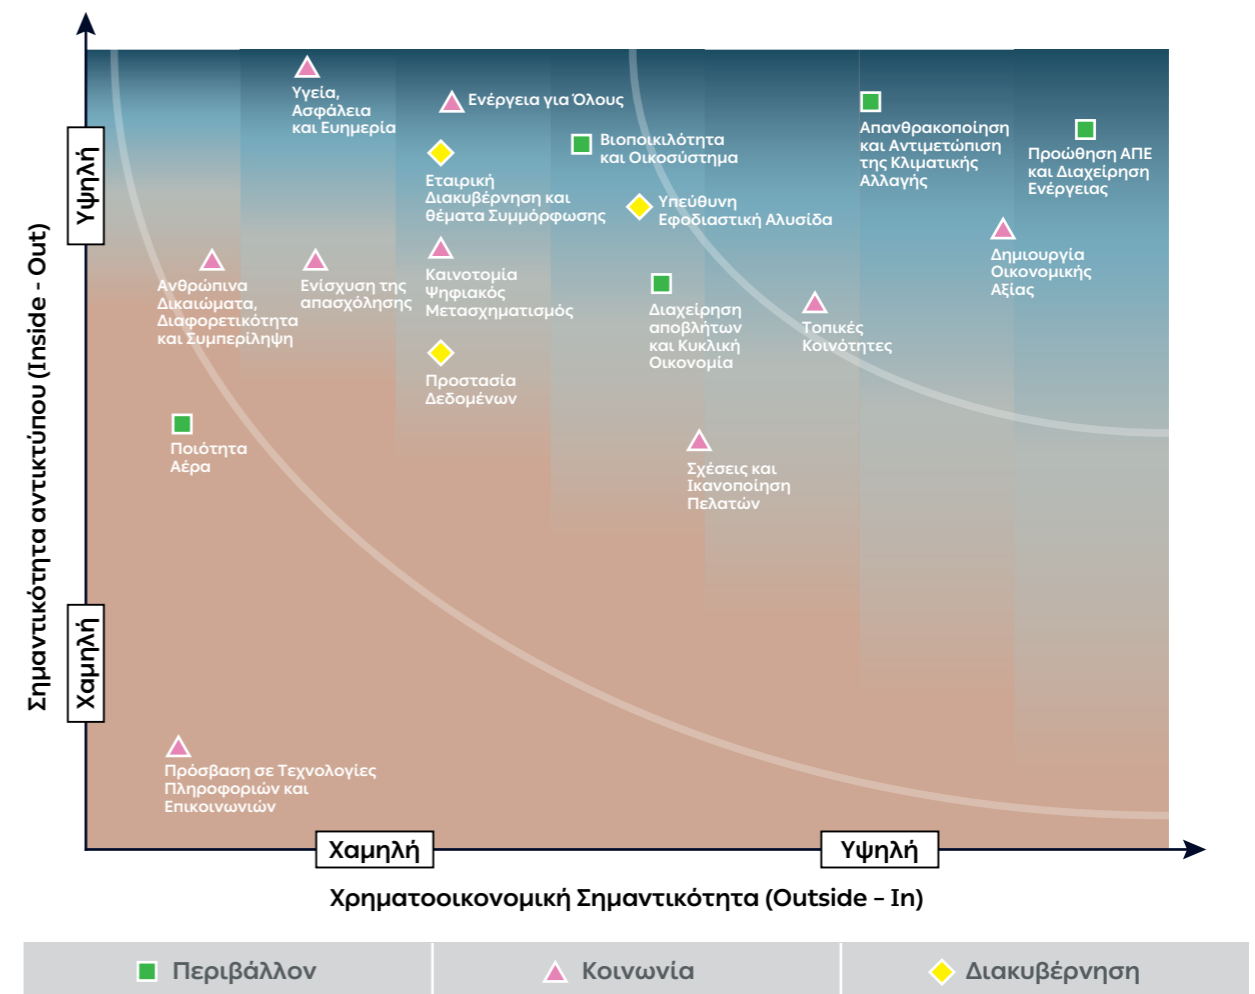 Σημαντικότητα αντικτύπου (Inside - Out)
Υψηλή
Χαμηλή
Υγεία,
Ασφάλεια
και Ευημερία
Ενέργεια για Όλους
Εταιρική
Διακυβέρνηση και
θέματα Συμμόρφωσης
Βιοποικιλότητα
και Οικοσύστημα
Υπεύθυνη
Εφοδιαστική Αλυσίδα
Απανθρακοποίηση
και Αντιμετώπιση
της Κλιματικής
Αλλαγής
Προώθηση ΑΠΕ
και Διαχείρηση
Ενέργειας
Δημιουργία
Οικονομικής
Αξίας
Ανθρώπινα
Δικαιώματα,
Διαφορετικότητα
και Συμπερίληψη
Ενίσχυση της
απασχόλησης
Καινοτομία
Ψηφιακός
Μετασχηματισμός
Διαχείρηση
αποβλήτων
και Κυκλική
Οικονομία
Τοπικές
Κοινότητες
Προστασία
Δεδομένων
Ποιότητα
Αέρα
Σχέσεις και
Ικανοποίηση
Πελατών
Πρόσβαση σε Τεχνολογίες
Πληροφοριών και
Επικοινωνιών
Χαμηλή
Υψηλή
Χρηματοοικονομική Σημαντικότητα (Outside – In)
Περιβάλλον
Κοινωνία
Διακυβέρνηση